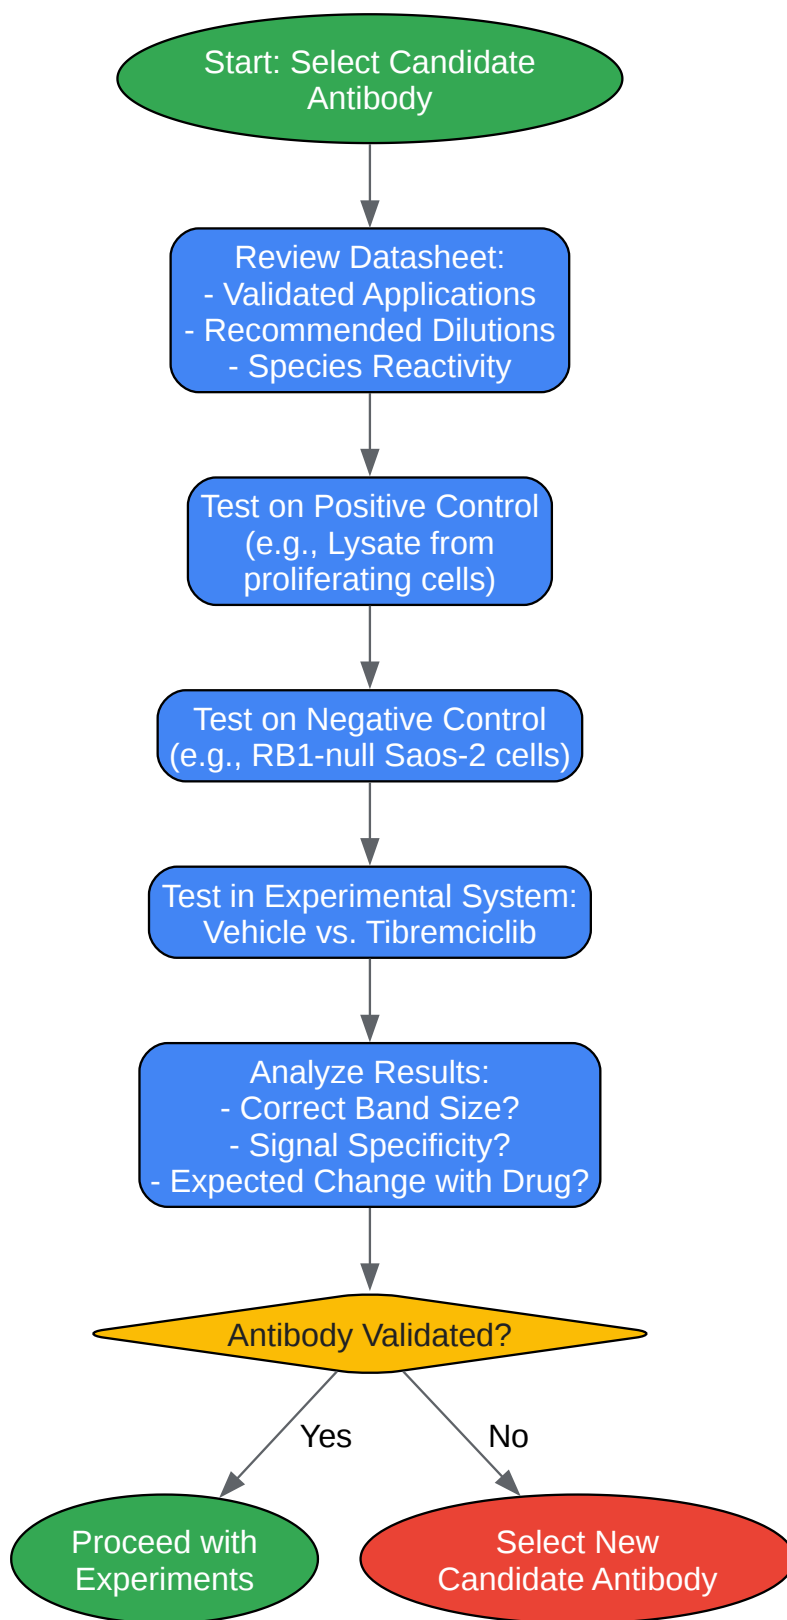 Start: Select Candidate
Antibody
Review Datasheet:
- Validated Applications
- Recommended Dilutions
- Species Reactivity
Test on Positive Control
(e.g., Lysate from
proliferating cells)
Test on Negative Control
(e.g., RB1-null Saos-2 cells)
Test in Experimental System:
Vehicle vs. Tibremciclib
Analyze Results:
- Correct Band Size?
- Signal Specificity?
- Expected Change with Drug?
Antibody Validated?
Yes
No
Proceed with
Experiments
Select New
Candidate Antibody